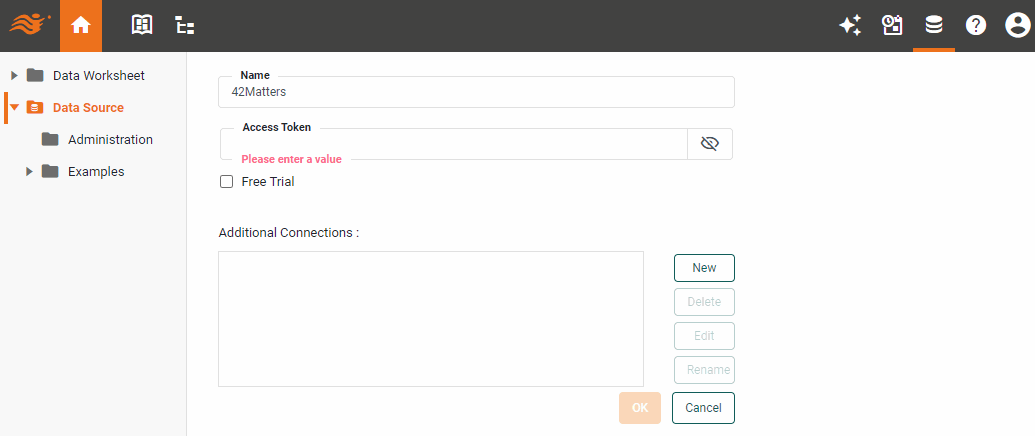 Data Worksheet
Data Source
Administration
Examples
Name
42Matters
Access Token
Please enter a value
Free Trial
Additional Connections :
New
Delete
Edit
Rename
OK
Cancel